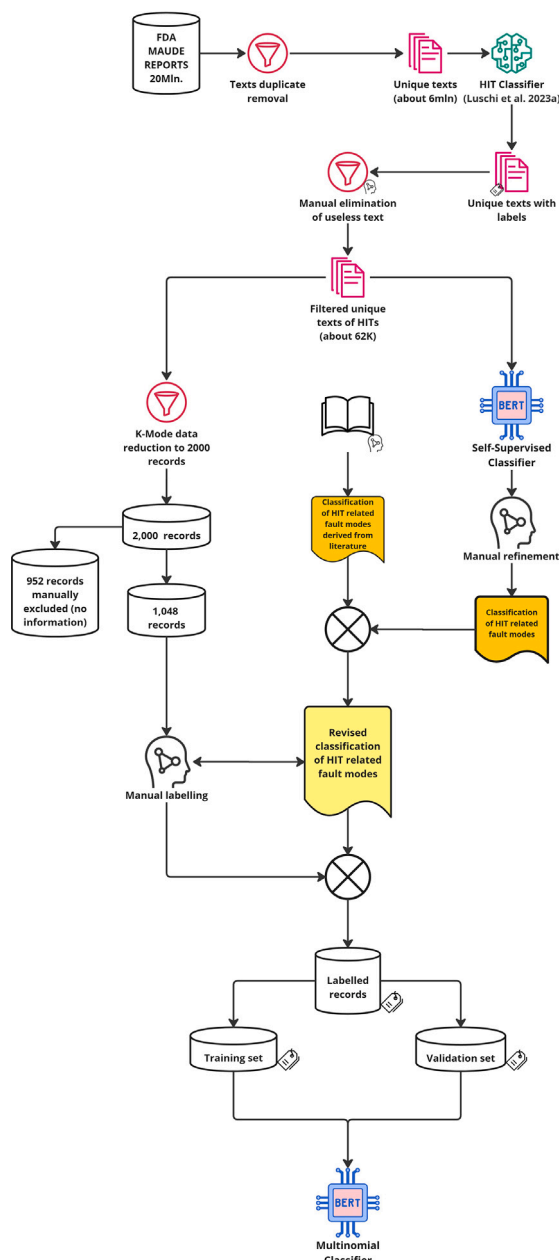 FDA
MAUDE
REPORTS
20Mln.
Texts duplicate
removal
Unique texts
(about 6mln)
HIT Classifier
(Luschi et al. 2023a)
Manual elimination
of useless text
Unique texts with
labels
Filtered unique
texts of HITs
(about 62K)
K-Mode data
reduction to 2000
records
BERT
Self-Supervised
Classifier
2,000 records
Classification
of HIT related
fault modes
derived from
literature
Manual refinement
952 records
manually
excluded (no
information)
1,048
records
Classification
of HIT related
fault modes
Revised
classification
of HIT related
fault modes
Manual labelling
Labelled
records
Training set
Validation set
BERT
Multinomial
Classifier